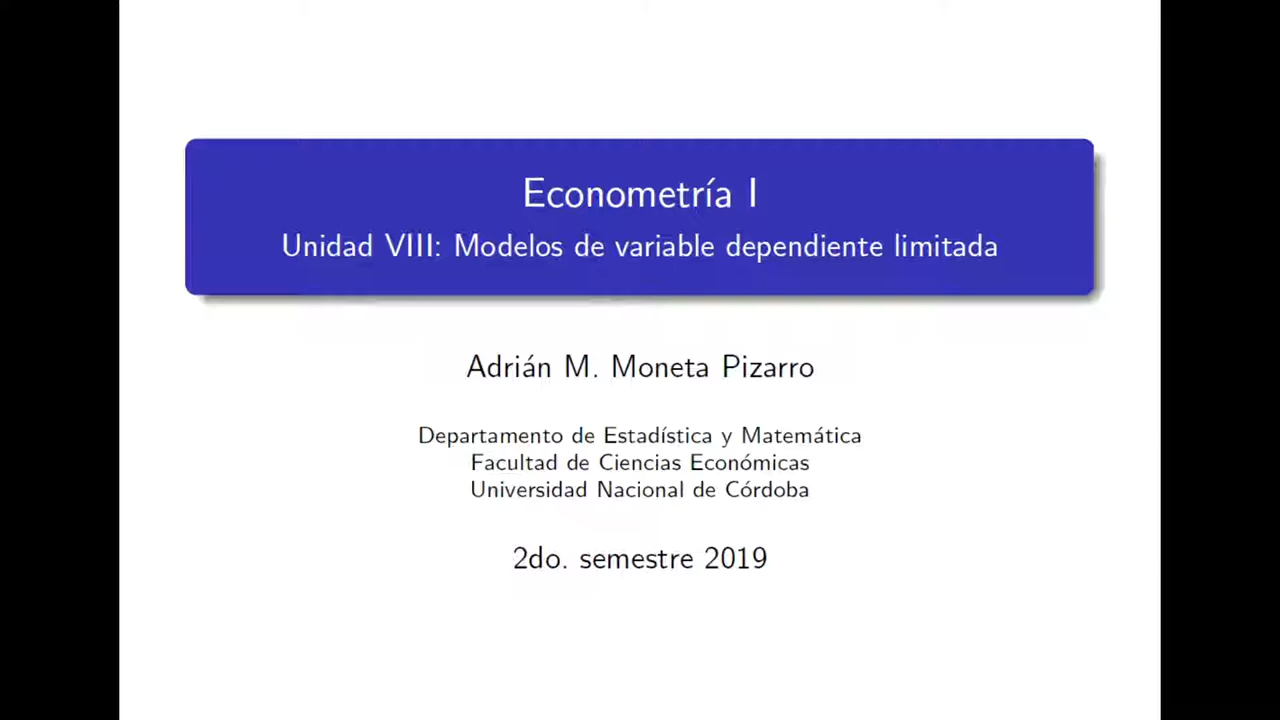 Econometría I
Unidad VIII: Modelos de variable dependiente limitada
Adrián M. Moneta Pizarro
Departamento de Estadística y Matemática
Facultad de Ciencias Económicas
Universidad Nacional de Córdoba
2do. semestre 2019